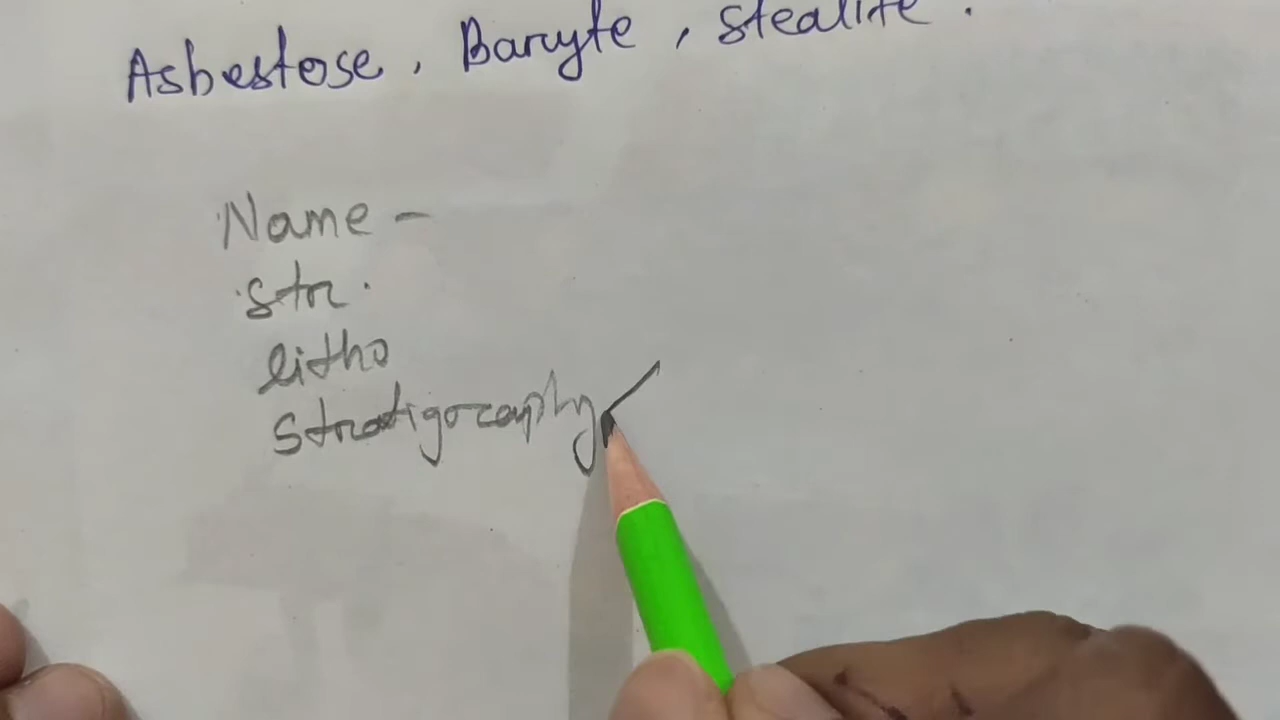 Asbestose, Baryte, Stealite.
Name -
str.
litho
Stratigoraphy